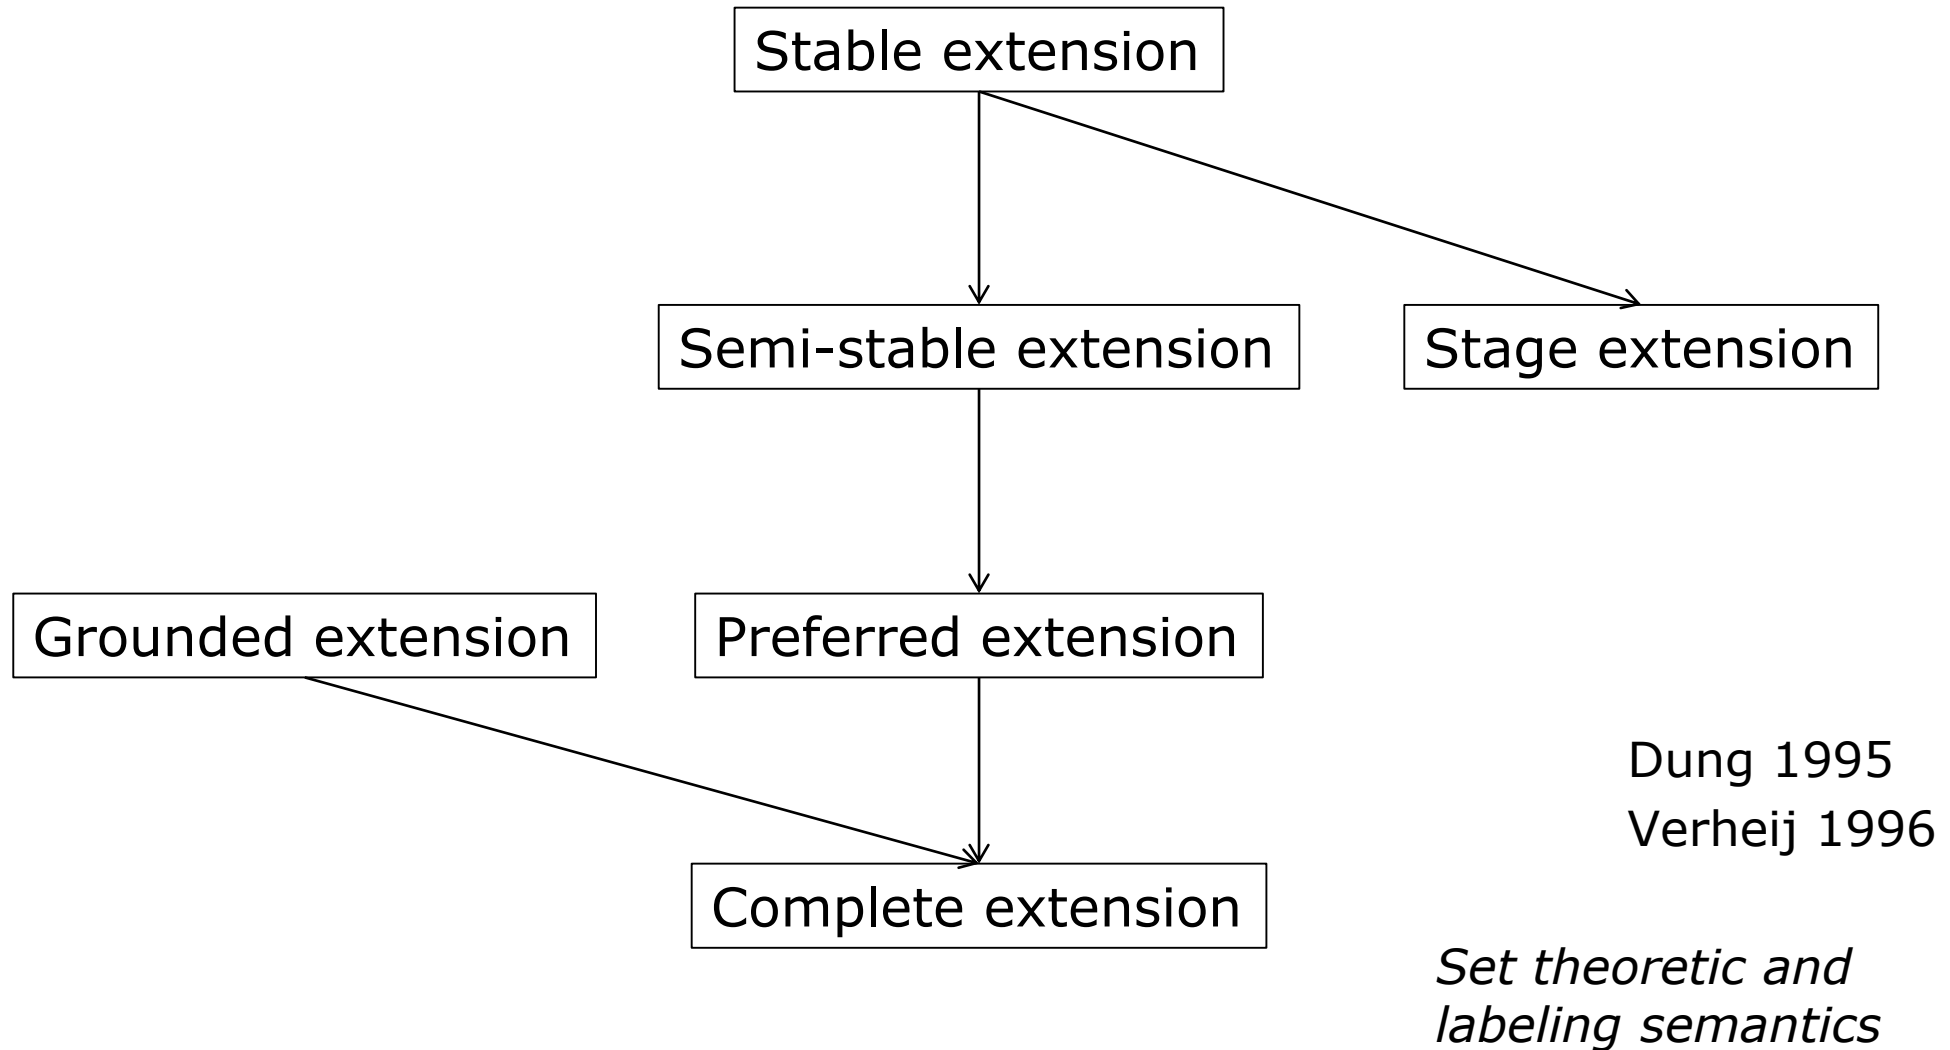 Stable extension
Semi-stable extension
Stage extension
Grounded extension
Preferred extension
Complete extension
Dung 1995
Verheij 1996
Set theoretic and
labeling semantics